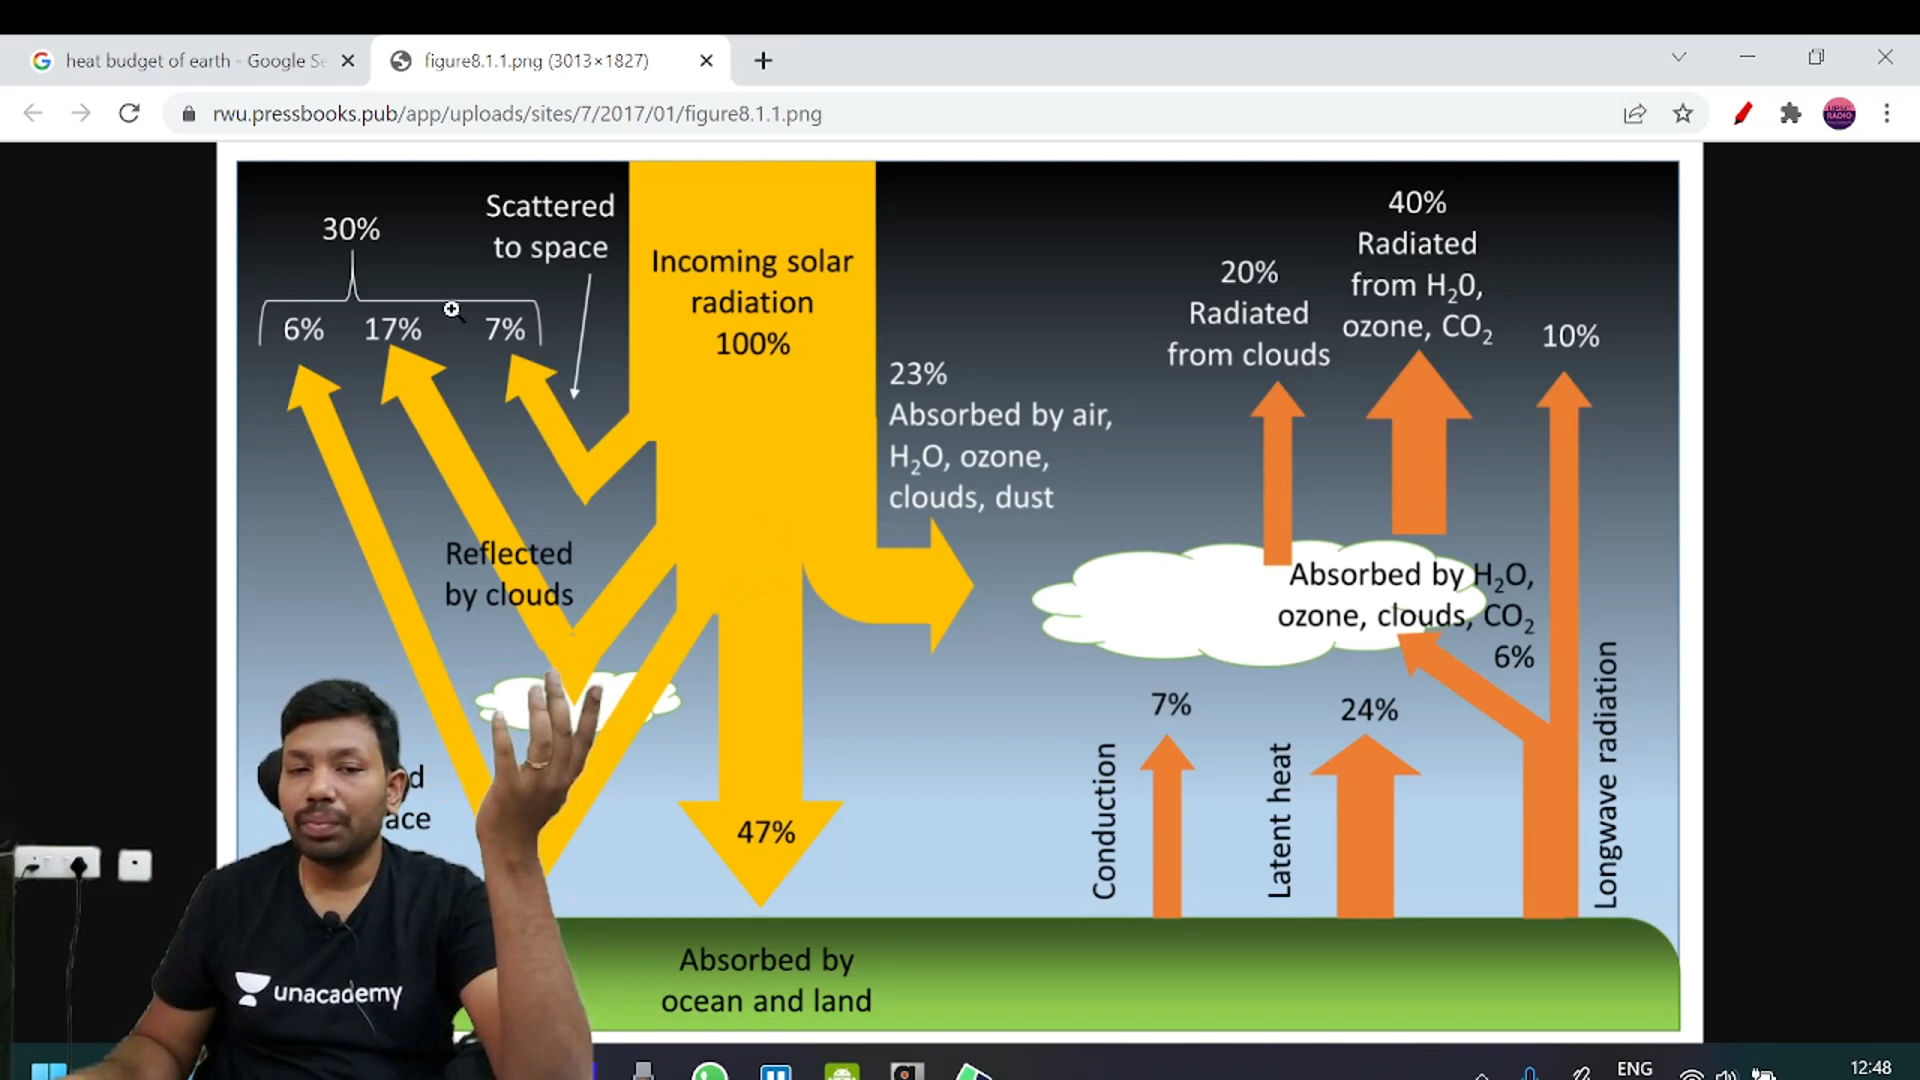 heat budget of earth - Google Se
figure8.1.1.png (3013×1827)
rwu.pressbooks.pub/app/uploads/sites/7/2017/01/figure8.1.1.png
UPSC
RADIO
30%
6%
17%
7%
Scattered
to space
Incoming solar
radiation
100%
23%
Absorbed by air,
H₂O, ozone,
clouds, dust
20%
Radiated
from clouds
40%
Radiated
from H₂0,
ozone, CO₂
10%
Reflected
by clouds
Absorbed by H₂O,
ozone, clouds, CO₂
6%
7%
24%
Conduction
Latent heat
Longwave radiation
47%
Absorbed by
ocean and land
unacademy
ENG
12:48